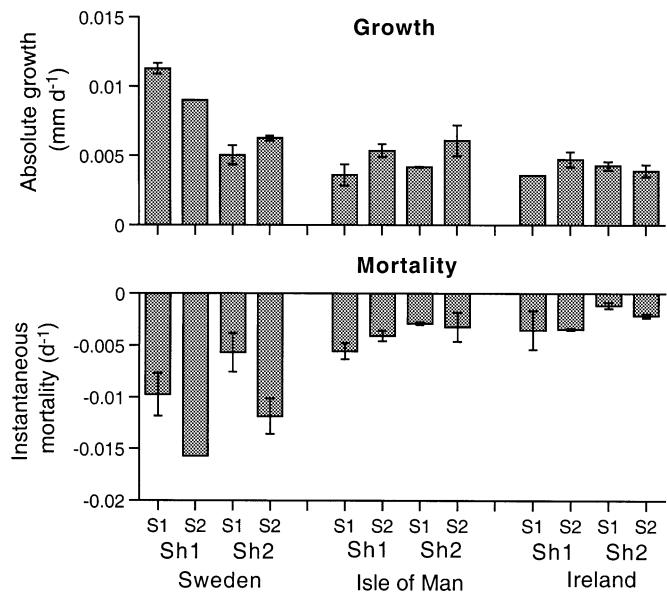 Growth
0.015
0.01
0.005
0
Absolute growth
(mm d-1)
Mortality
0
-0.005
-0.01
-0.015
-0.02
Instantaneous
mortality (d-1)
S1 S2 S1 S2 S1 S2 S1 S2 S1 S2 S1 S2
Sh1 Sh2 Sh1 Sh2 Sh1 Sh2
Sweden Isle of Man Ireland